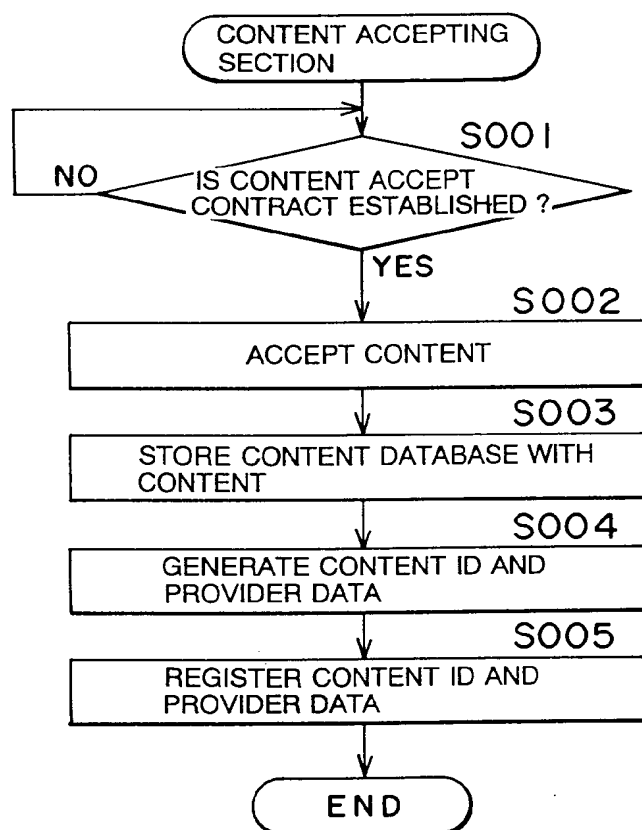 CONTENT ACCEPTING
SECTION
S001
NO
IS CONTENT ACCEPT
CONTRACT ESTABLISHED ?
YES
S002
ACCEPT CONTENT
S003
STORE CONTENT DATABASE WITH
CONTENT
S004
GENERATE CONTENT ID AND
PROVIDER DATA
S005
REGISTER CONTENT ID AND
PROVIDER DATA
END